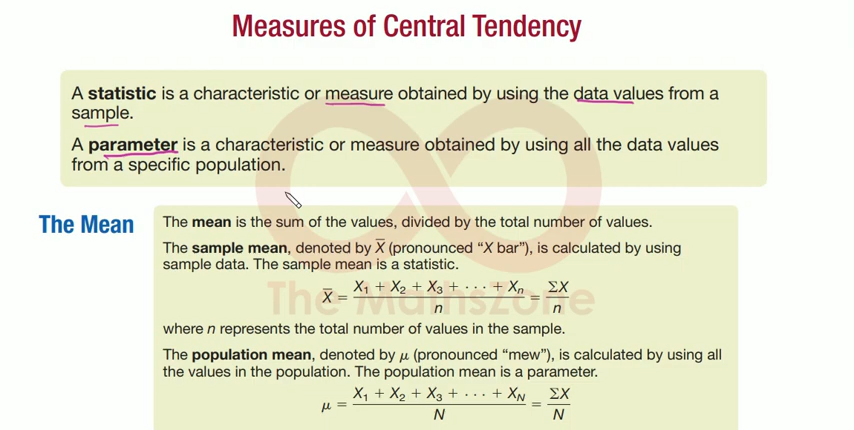 Measures of Central Tendency
A statistic is a characteristic or measure obtained by using the data values from a
sample.
A parameter is a characteristic or measure obtained by using all the data values
from a specific population.
The Mean
The mean is the sum of the values, divided by the total number of values.
The sample mean, denoted by X̄ (pronounced “X bar”), is calculated by using
sample data. The sample mean is a statistic.
X̄ = (X₁ + X₂ + X₃ + · · · + Xₙ)/n = ΣX/n
where n represents the total number of values in the sample.
The population mean, denoted by μ (pronounced “mew”), is calculated by using all
the values in the population. The population mean is a parameter.
μ = (X₁ + X₂ + X₃ + · · · + X_N)/N = ΣX/N
The MathsZone